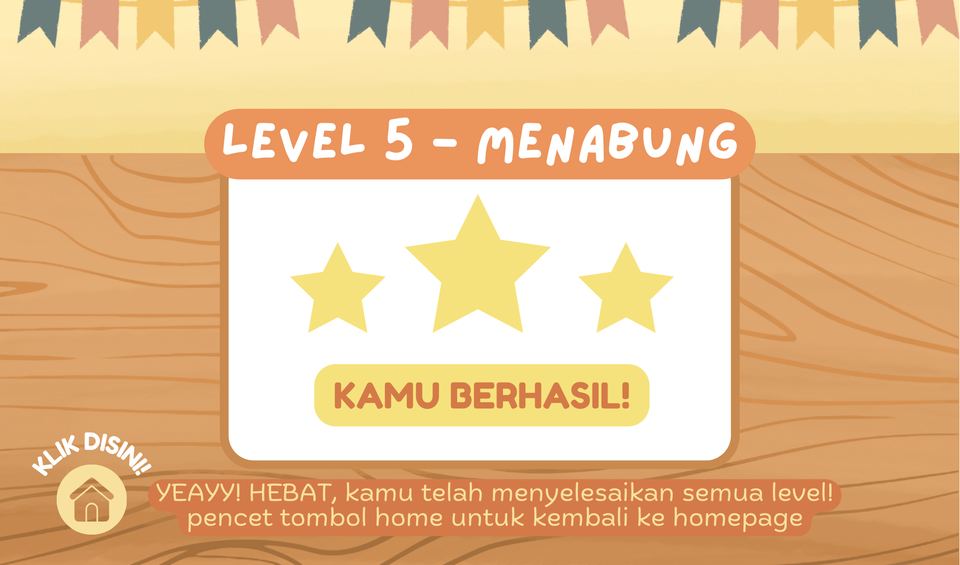 LEVEL 5 - MENABUNG
KAMU BERHASIL!
KLIK DISINI!!
YEAYY! HEBAT, kamu telah menyelesaikan semua level!
pencet tombol home untuk kembali ke homepage